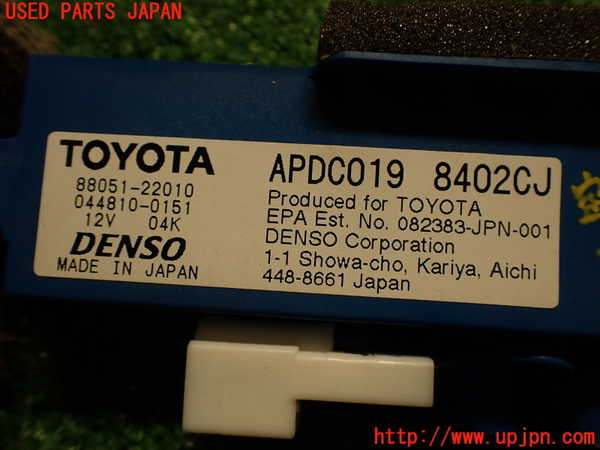 USED PARTS JAPAN
TOYOTA
88051-22010
044810-0151
12V 04K
DENSO
MADE IN JAPAN
APDC019 8402CJ
Produced for TOYOTA
EPA Est. No. 082383-JPN-001
DENSO Corporation
1-1 Showa-cho, Kariya, Aichi
448-8661 Japan
http://www.upjpn.com/